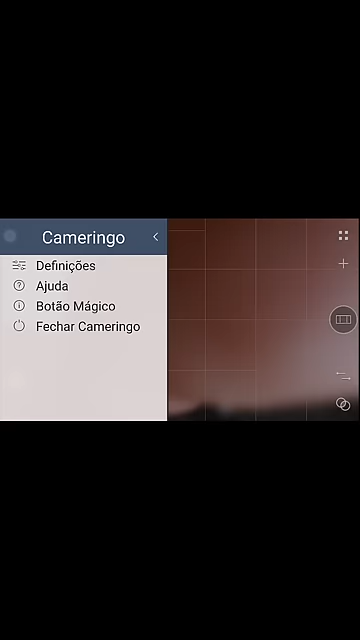 Cameringo
Definições
Ajuda
Botão Mágico
Fechar Cameringo